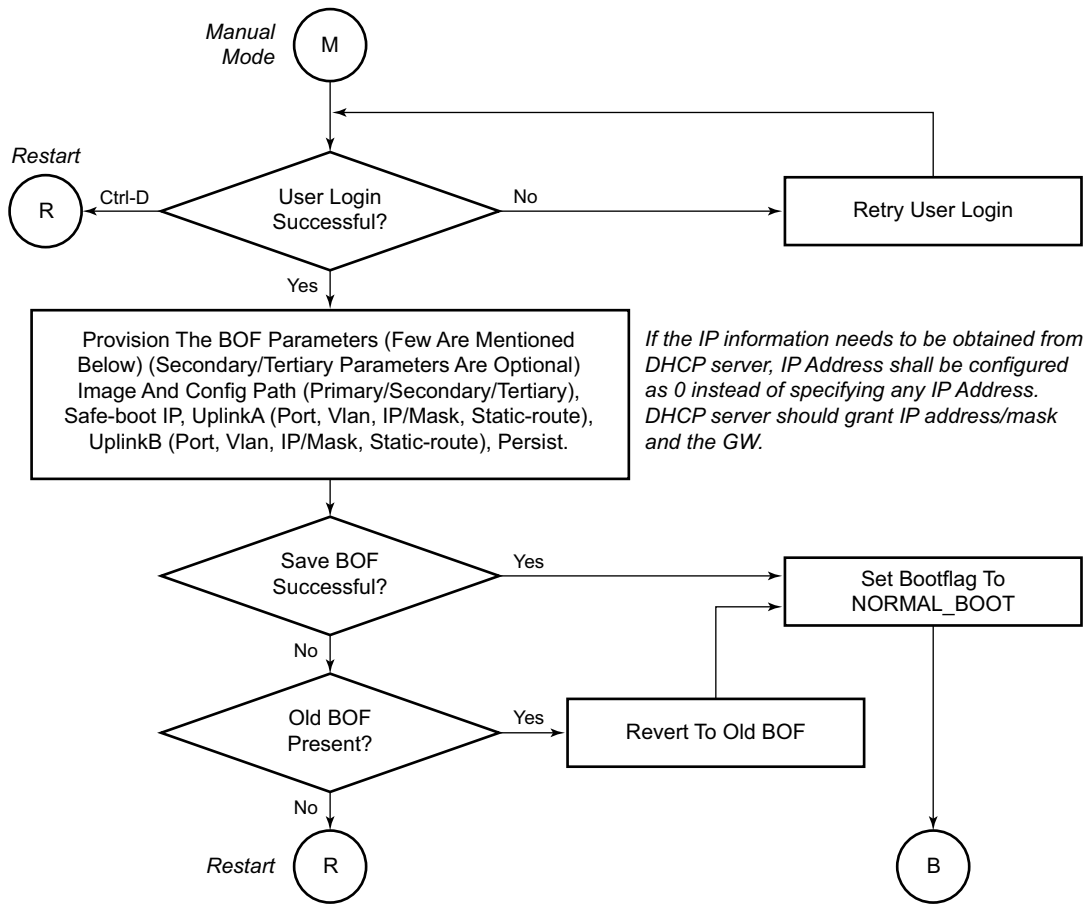 Manual
Mode
M
Restart
R
Ctrl-D
User Login
Successful?
No
Retry User Login
Yes
Provision The BOF Parameters (Few Are Mentioned
Below) (Secondary/Tertiary Parameters Are Optional)
Image And Config Path (Primary/Secondary/Tertiary),
Safe-boot IP, UplinkA (Port, Vlan, IP/Mask, Static-route),
UplinkB (Port, Vlan, IP/Mask, Static-route), Persist.
If the IP information needs to be obtained from
DHCP server, IP Address shall be configured
as 0 instead of specifying any IP Address.
DHCP server should grant IP address/mask
and the GW.
Save BOF
Successful?
Yes
Set Bootflag To
NORMAL_BOOT
No
Old BOF
Present?
Yes
Revert To Old BOF
No
Restart
R
B